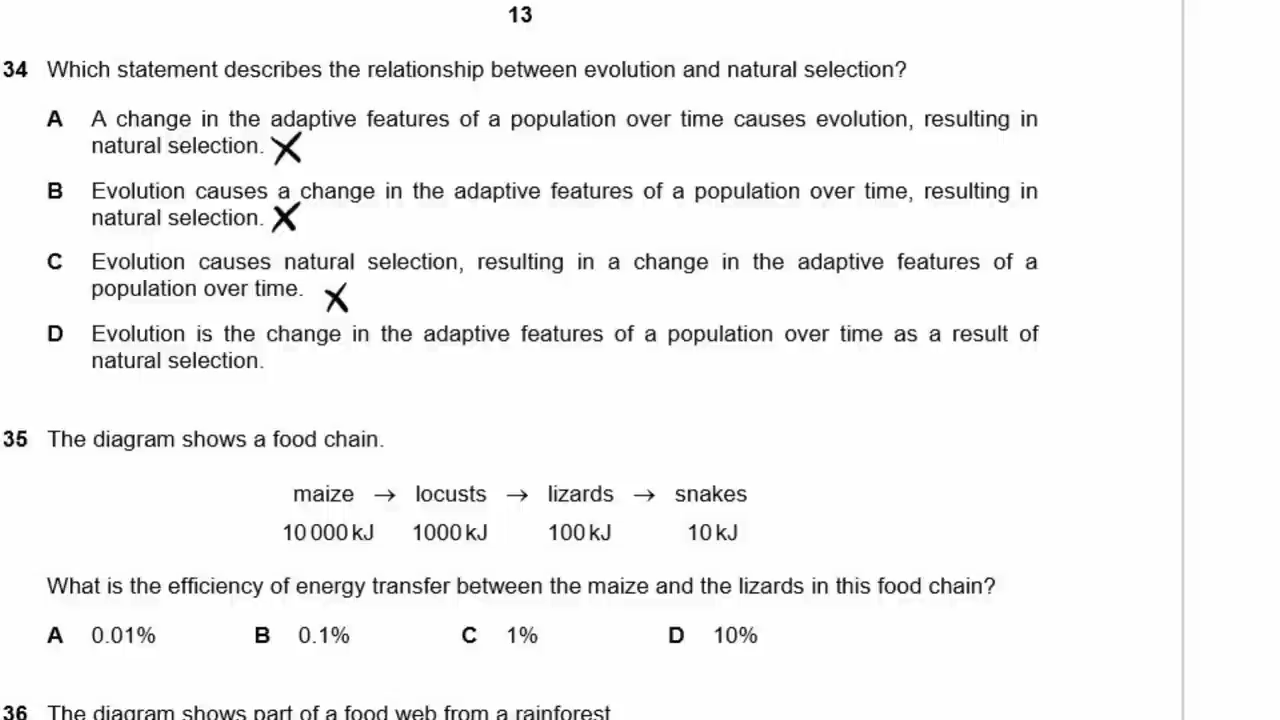 13
34 Which statement describes the relationship between evolution and natural selection?
A A change in the adaptive features of a population over time causes evolution, resulting in
natural selection.
B Evolution causes a change in the adaptive features of a population over time, resulting in
natural selection.
C Evolution causes natural selection, resulting in a change in the adaptive features of a
population over time.
D Evolution is the change in the adaptive features of a population over time as a result of
natural selection.
35 The diagram shows a food chain.
maize → locusts → lizards → snakes
10 000 kJ 1000 kJ 100 kJ 10 kJ
What is the efficiency of energy transfer between the maize and the lizards in this food chain?
A 0.01% B 0.1% C 1% D 10%
36 The diagram shows part of a food web from a rainforest